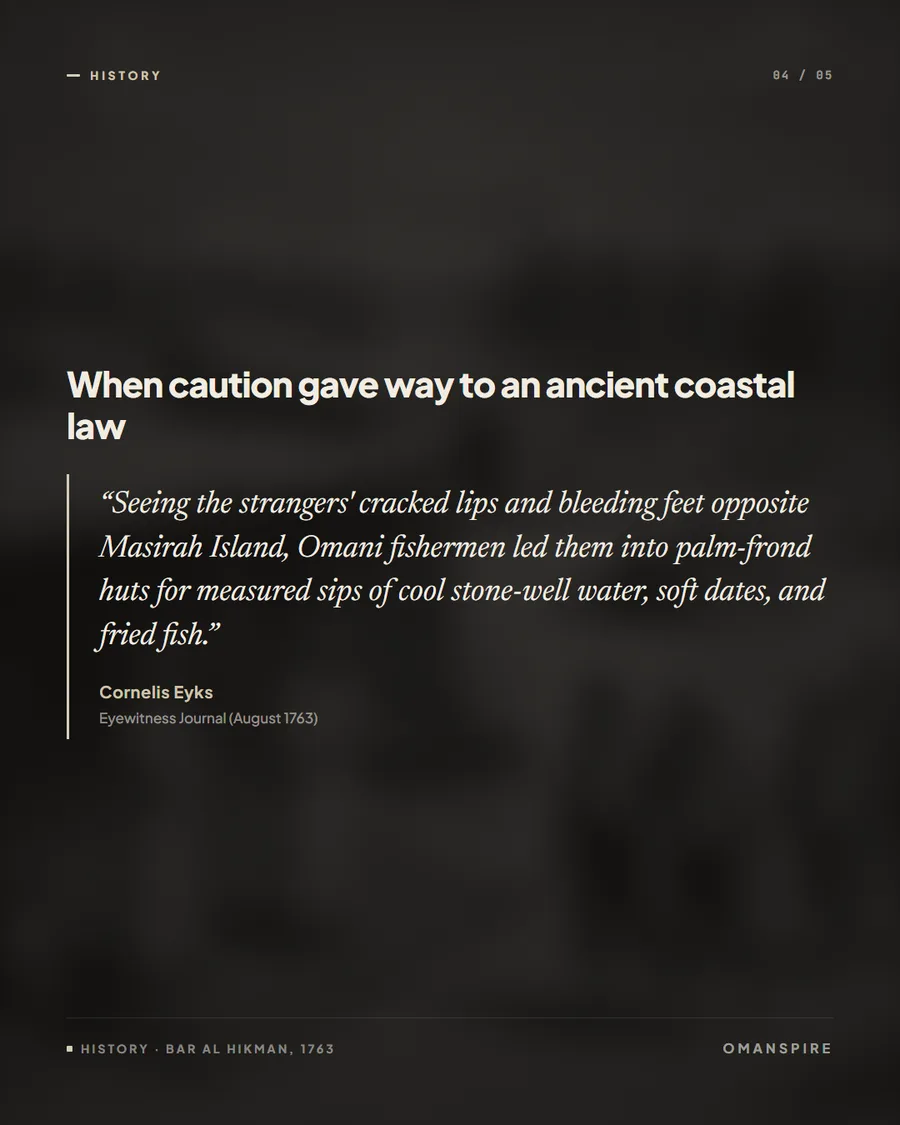 — HISTORY
04 / 05
When caution gave way to an ancient coastal
law
“Seeing the strangers' cracked lips and bleeding feet opposite
Masirah Island, Omani fishermen led them into palm-frond
huts for measured sips of cool stone-well water, soft dates, and
fried fish.”
Cornelis Eyks
Eyewitness Journal (August 1763)
HISTORY · BAR AL HIKMAN, 1763
OMANSPIRE